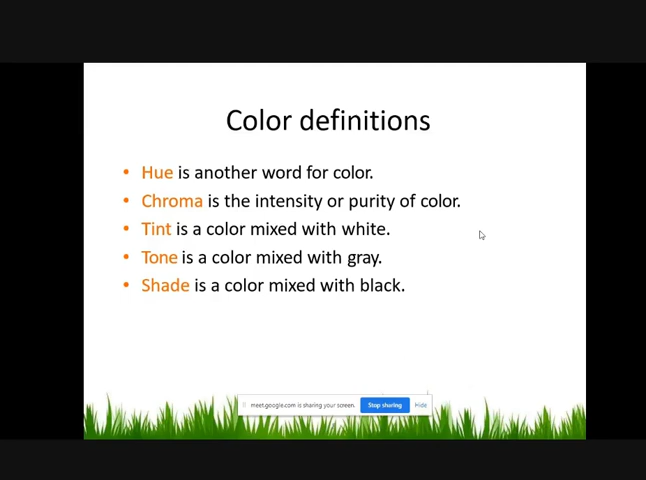 Color definitions
• Hue is another word for color.
• Chroma is the intensity or purity of color.
• Tint is a color mixed with white.
• Tone is a color mixed with gray.
• Shade is a color mixed with black.
meet.google.com is sharing your screen. Stop sharing Hide